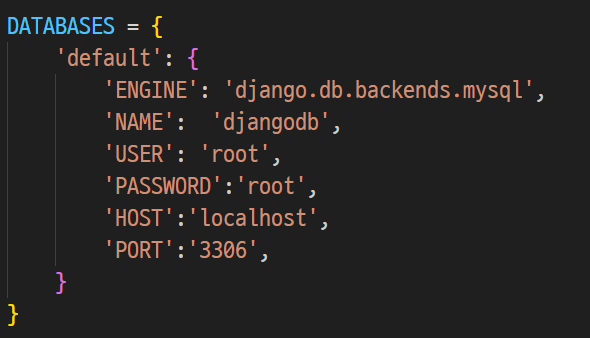 DATABASES = {
    'default': {
        'ENGINE': 'django.db.backends.mysql',
        'NAME':  'djangodb',
        'USER': 'root',
        'PASSWORD':'root',
        'HOST':'localhost',
        'PORT':'3306',
    }
}